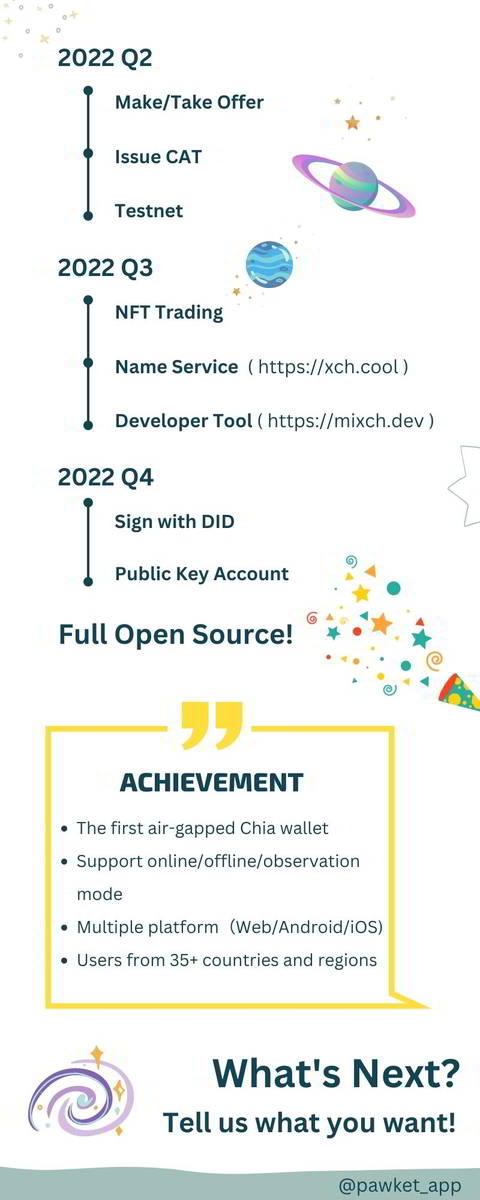 2022 Q2
Make/Take Offer
Issue CAT
Testnet
2022 Q3
NFT Trading
Name Service ( https://xch.cool )
Developer Tool ( https://mixch.dev )
2022 Q4
Sign with DID
Public Key Account
Full Open Source!
ACHIEVEMENT
• The first air-gapped Chia wallet
• Support online/offline/observation
mode
• Multiple platform（Web/Android/iOS)
• Users from 35+ countries and regions
What's Next?
Tell us what you want!
@pawket_app